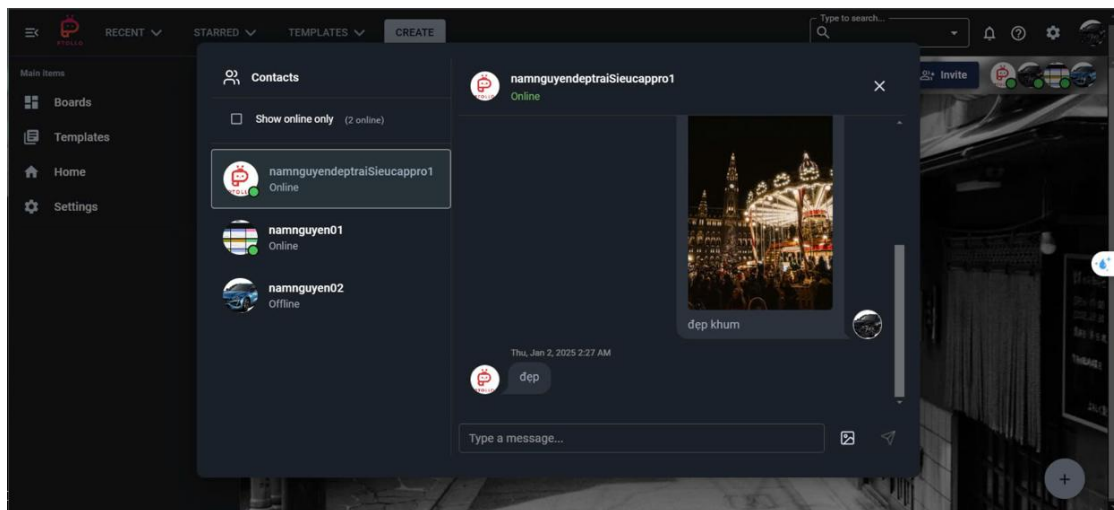 PTOLLO
RECENT
STARRED
TEMPLATES
CREATE
Type to search...
Main items
Boards
Templates
Home
Settings
Invite
Contacts
Show online only (2 online)
namnguyendeptraiSieucappro1
Online
namnguyen01
Online
namnguyen02
Offline
namnguyendeptraiSieucappro1
Online
đẹp khum
Thu, Jan 2, 2025 2:27 AM
đẹp
Type a message...